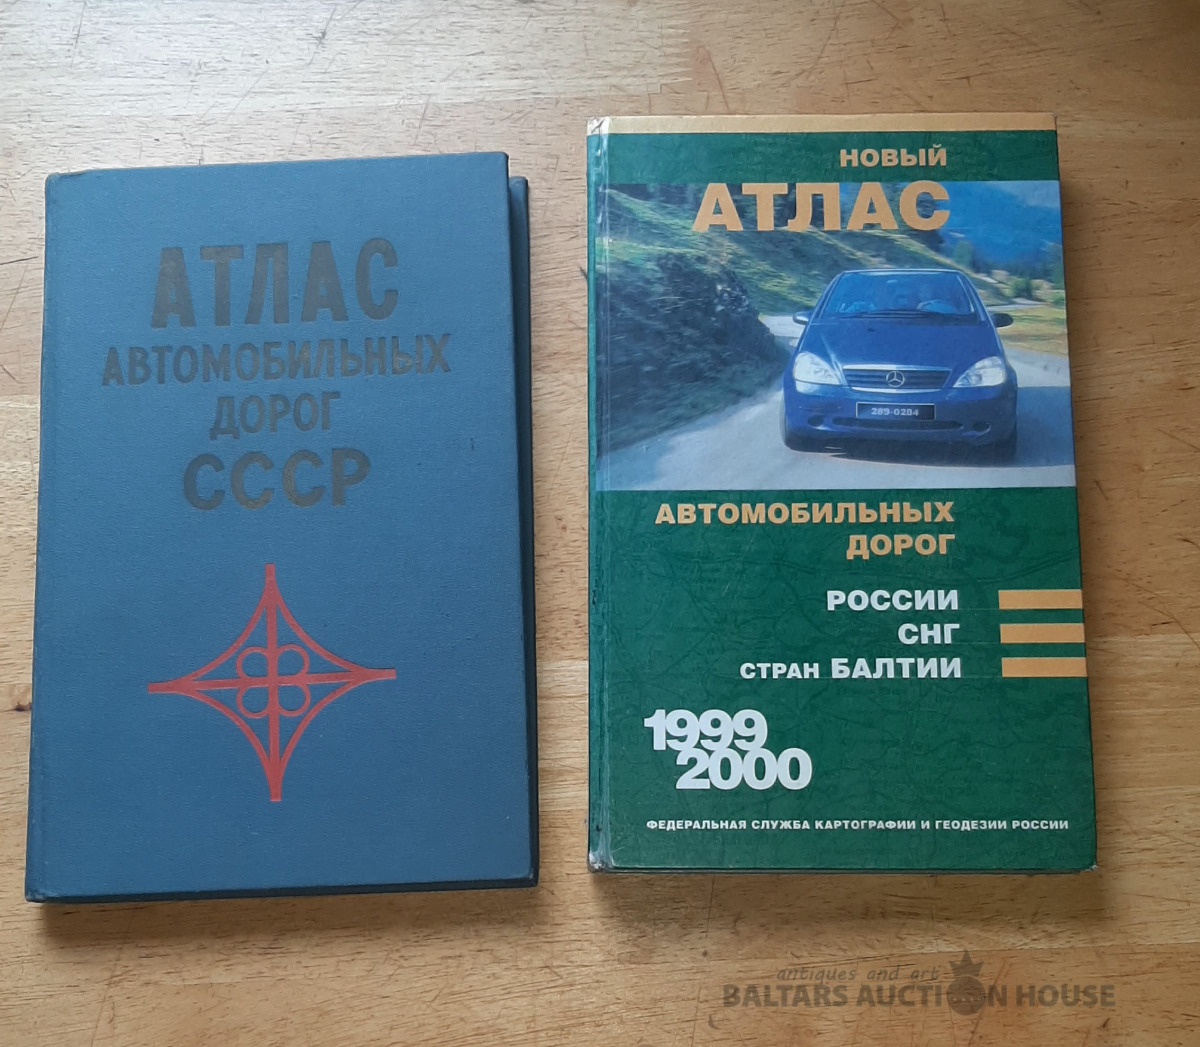 АТЛАС
АВТОМОБИЛЬНЫХ
ДОРОГ
СССР
НОВЫЙ
АТЛАС
289-0284
АВТОМОБИЛЬНЫХ
ДОРОГ
РОССИИ
СНГ
СТРАН БАЛТИИ
1999
2000
ФЕДЕРАЛЬНАЯ СЛУЖБА КАРТОГРАФИИ И ГЕОДЕЗИИ РОССИИ
antiques and art
BALTARS AUCTION HOUSE